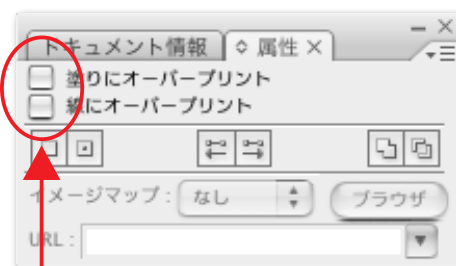 ドキュメント情報 属性 ×
塗りにオーバープリント
線にオーバープリント
イメージマップ: なし ブラウザ
URL: